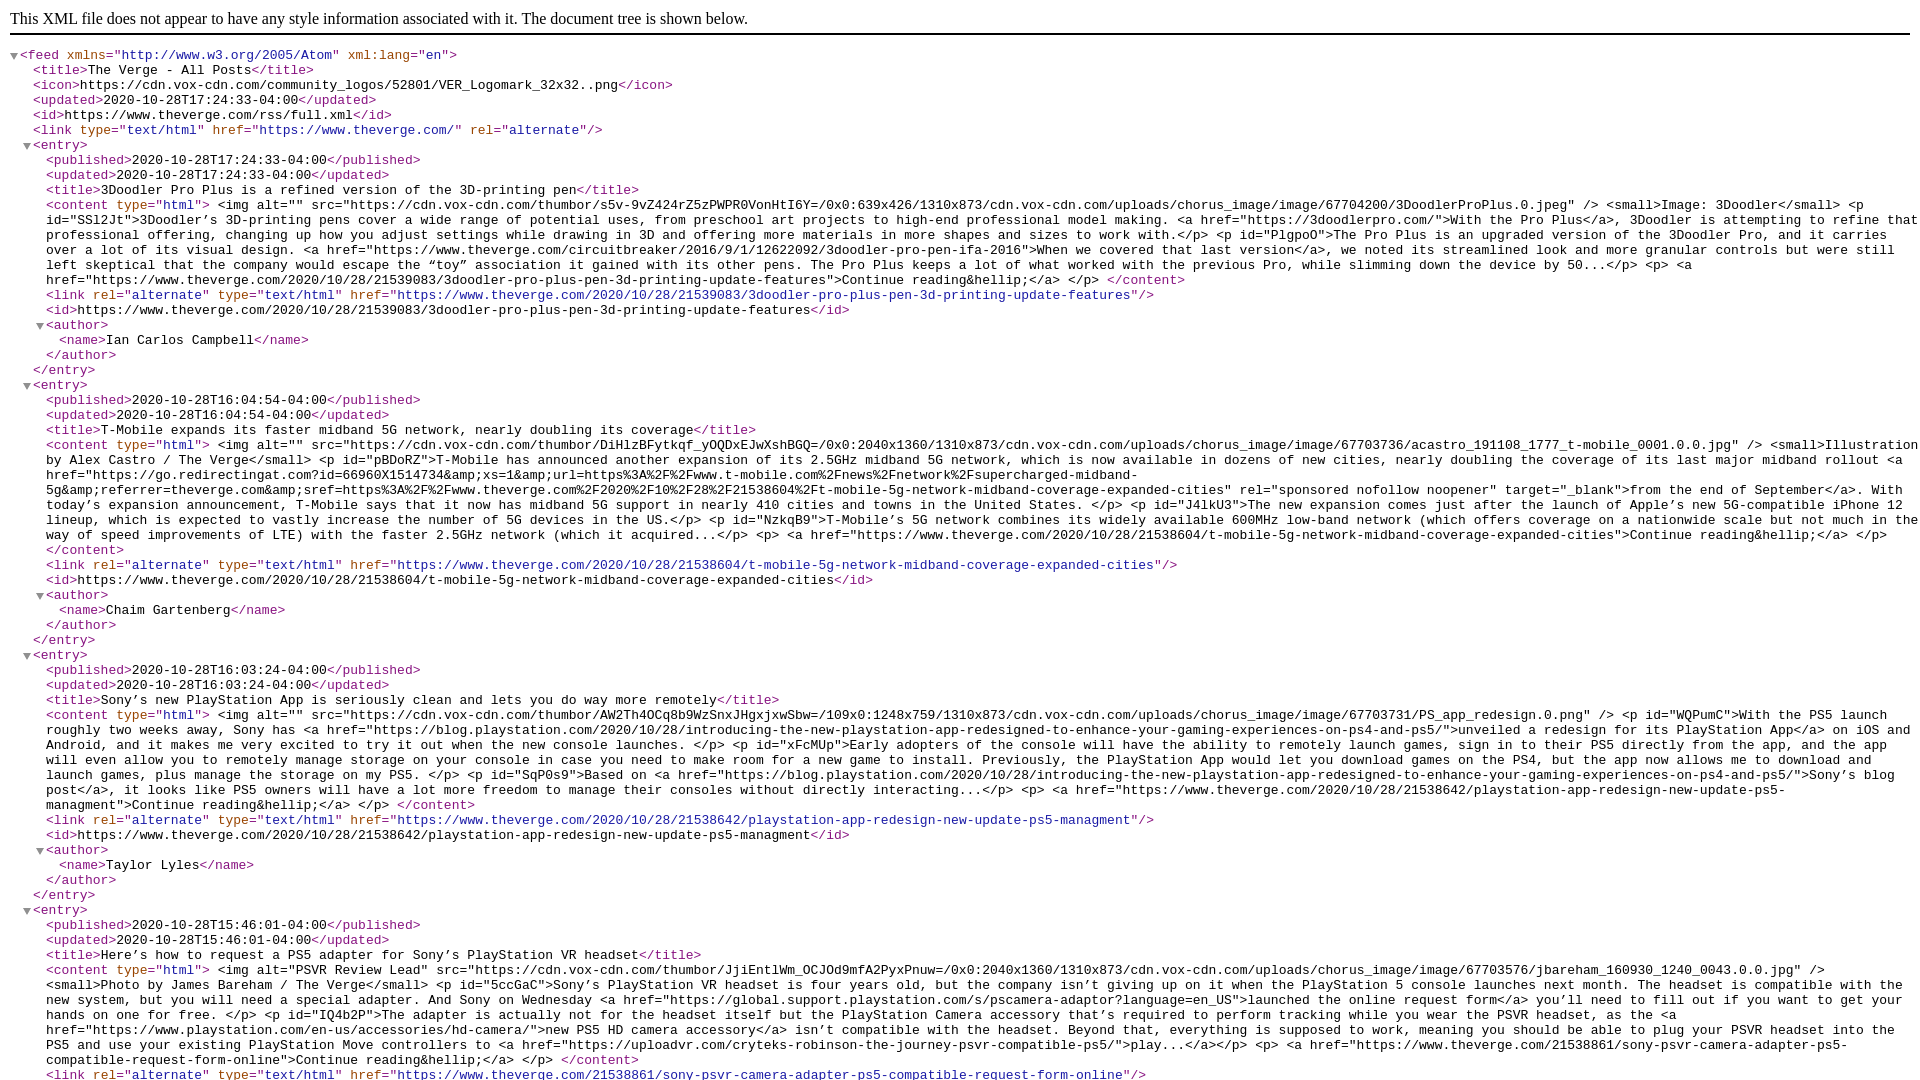 This XML file does not appear to have any style information associated with it. The document tree is shown below.
<feed xmlns="http://www.w3.org/2005/Atom" xml:lang="en">
<title>The Verge - All Posts</title>
<icon>https://cdn.vox-cdn.com/community_logos/52801/VER_Logomark_32x32..png</icon>
<updated>2020-10-28T17:24:33-04:00</updated>
<id>https://www.theverge.com/rss/full.xml</id>
<link type="text/html" href="https://www.theverge.com/" rel="alternate"/>
<entry>
<published>2020-10-28T17:24:33-04:00</published>
<updated>2020-10-28T17:24:33-04:00</updated>
<title>3Doodler Pro Plus is a refined version of the 3D-printing pen</title>
<content type="html"> <img alt="" src="https://cdn.vox-cdn.com/thumbor/s5v-9vZ424rZ5zPWPR0VonHtI6Y=/0x0:639x426/1310x873/cdn.vox-cdn.com/uploads/chorus_image/image/67704200/3DoodlerProPlus.0.jpeg" /> <small>Image: 3Doodler</small> <p
id="SSl2Jt">3Doodler’s 3D-printing pens cover a wide range of potential uses, from preschool art projects to high-end professional model making. <a href="https://3doodlerpro.com/">With the Pro Plus</a>, 3Doodler is attempting to refine that
professional offering, changing up how you adjust settings while drawing in 3D and offering more materials in more shapes and sizes to work with.</p> <p id="PlgpoO">The Pro Plus is an upgraded version of the 3Doodler Pro, and it carries
over a lot of its visual design. <a href="https://www.theverge.com/circuitbreaker/2016/9/1/12622092/3doodler-pro-pen-ifa-2016">When we covered that last version</a>, we noted its streamlined look and more granular controls but were still
left skeptical that the company would escape the “toy” association it gained with its other pens. The Pro Plus keeps a lot of what worked with the previous Pro, while slimming down the device by 50...</p> <p> <a
href="https://www.theverge.com/2020/10/28/21539083/3doodler-pro-plus-pen-3d-printing-update-features">Continue reading&hellip;</a> </p> </content>
<link rel="alternate" type="text/html" href="https://www.theverge.com/2020/10/28/21539083/3doodler-pro-plus-pen-3d-printing-update-features"/>
<id>https://www.theverge.com/2020/10/28/21539083/3doodler-pro-plus-pen-3d-printing-update-features</id>
<author>
<name>Ian Carlos Campbell</name>
</author>
</entry>
<entry>
<published>2020-10-28T16:04:54-04:00</published>
<updated>2020-10-28T16:04:54-04:00</updated>
<title>T-Mobile expands its faster midband 5G network, nearly doubling its coverage</title>
<content type="html"> <img alt="" src="https://cdn.vox-cdn.com/thumbor/DiHlzBFytkqf_yOQDxEJwXshBGQ=/0x0:2040x1360/1310x873/cdn.vox-cdn.com/uploads/chorus_image/image/67703736/acastro_191108_1777_t-mobile_0001.0.0.jpg" /> <small>Illustration
by Alex Castro / The Verge</small> <p id="pBDoRZ">T-Mobile has announced another expansion of its 2.5GHz midband 5G network, which is now available in dozens of new cities, nearly doubling the coverage of its last major midband rollout <a
href="https://go.redirectingat.com?id=66960X1514734&amp;xs=1&amp;url=https%3A%2F%2Fwww.t-mobile.com%2Fnews%2Fnetwork%2Fsupercharged-midband-
5g&amp;referrer=theverge.com&amp;sref=https%3A%2F%2Fwww.theverge.com%2F2020%2F10%2F28%2F21538604%2Ft-mobile-5g-network-midband-coverage-expanded-cities" rel="sponsored nofollow noopener" target="_blank">from the end of September</a>. With
today’s expansion announcement, T-Mobile says that it now has midband 5G support in nearly 410 cities and towns in the United States. </p> <p id="J4lkU3">The new expansion comes just after the launch of Apple’s new 5G-compatible iPhone 12
lineup, which is expected to vastly increase the number of 5G devices in the US.</p> <p id="NzkqB9">T-Mobile’s 5G network combines its widely available 600MHz low-band network (which offers coverage on a nationwide scale but not much in the
way of speed improvements of LTE) with the faster 2.5GHz network (which it acquired...</p> <p> <a href="https://www.theverge.com/2020/10/28/21538604/t-mobile-5g-network-midband-coverage-expanded-cities">Continue reading&hellip;</a> </p>
</content>
<link rel="alternate" type="text/html" href="https://www.theverge.com/2020/10/28/21538604/t-mobile-5g-network-midband-coverage-expanded-cities"/>
<id>https://www.theverge.com/2020/10/28/21538604/t-mobile-5g-network-midband-coverage-expanded-cities</id>
<author>
<name>Chaim Gartenberg</name>
</author>
</entry>
<entry>
<published>2020-10-28T16:03:24-04:00</published>
<updated>2020-10-28T16:03:24-04:00</updated>
<title>Sony’s new PlayStation App is seriously clean and lets you do way more remotely</title>
<content type="html"> <img alt="" src="https://cdn.vox-cdn.com/thumbor/AW2Th4OCq8b9WzSnxJHgxjxwSbw=/109x0:1248x759/1310x873/cdn.vox-cdn.com/uploads/chorus_image/image/67703731/PS_app_redesign.0.png" /> <p id="WQPumC">With the PS5 launch
roughly two weeks away, Sony has <a href="https://blog.playstation.com/2020/10/28/introducing-the-new-playstation-app-redesigned-to-enhance-your-gaming-experiences-on-ps4-and-ps5/">unveiled a redesign for its PlayStation App</a> on iOS and
Android, and it makes me very excited to try it out when the new console launches. </p> <p id="xFcMUp">Early adopters of the console will have the ability to remotely launch games, sign in to their PS5 directly from the app, and the app
will even allow you to remotely manage storage on your console in case you need to make room for a new game to install. Previously, the PlayStation App would let you download games on the PS4, but the app now allows me to download and
launch games, plus manage the storage on my PS5. </p> <p id="SqP0s9">Based on <a href="https://blog.playstation.com/2020/10/28/introducing-the-new-playstation-app-redesigned-to-enhance-your-gaming-experiences-on-ps4-and-ps5/">Sony’s blog
post</a>, it looks like PS5 owners will have a lot more freedom to manage their consoles without directly interacting...</p> <p> <a href="https://www.theverge.com/2020/10/28/21538642/playstation-app-redesign-new-update-ps5-
managment">Continue reading&hellip;</a> </p> </content>
<link rel="alternate" type="text/html" href="https://www.theverge.com/2020/10/28/21538642/playstation-app-redesign-new-update-ps5-managment"/>
<id>https://www.theverge.com/2020/10/28/21538642/playstation-app-redesign-new-update-ps5-managment</id>
<author>
<name>Taylor Lyles</name>
</author>
</entry>
<entry>
<published>2020-10-28T15:46:01-04:00</published>
<updated>2020-10-28T15:46:01-04:00</updated>
<title>Here’s how to request a PS5 adapter for Sony’s PlayStation VR headset</title>
<content type="html"> <img alt="PSVR Review Lead" src="https://cdn.vox-cdn.com/thumbor/JjiEntlWm_OCJOd9mfA2PyxPnuw=/0x0:2040x1360/1310x873/cdn.vox-cdn.com/uploads/chorus_image/image/67703576/jbareham_160930_1240_0043.0.0.jpg" />
<small>Photo by James Bareham / The Verge</small> <p id="5ccGaC">Sony’s PlayStation VR headset is four years old, but the company isn’t giving up on it when the PlayStation 5 console launches next month. The headset is compatible with the
new system, but you will need a special adapter. And Sony on Wednesday <a href="https://global.support.playstation.com/s/pscamera-adaptor?language=en_US">launched the online request form</a> you’ll need to fill out if you want to get your
hands on one for free. </p> <p id="IQ4b2P">The adapter is actually not for the headset itself but the PlayStation Camera accessory that’s required to perform tracking while you wear the PSVR headset, as the <a
href="https://www.playstation.com/en-us/accessories/hd-camera/">new PS5 HD camera accessory</a> isn’t compatible with the headset. Beyond that, everything is supposed to work, meaning you should be able to plug your PSVR headset into the
PS5 and use your existing PlayStation Move controllers to <a href="https://uploadvr.com/cryteks-robinson-the-journey-psvr-compatible-ps5/">play...</a></p> <p> <a href="https://www.theverge.com/21538861/sony-psvr-camera-adapter-ps5-
compatible-request-form-online">Continue reading&hellip;</a> </p> </content>
<link rel="alternate" type="text/html" href="https://www.theverge.com/21538861/sony-psvr-camera-adapter-ps5-compatible-request-form-online"/>